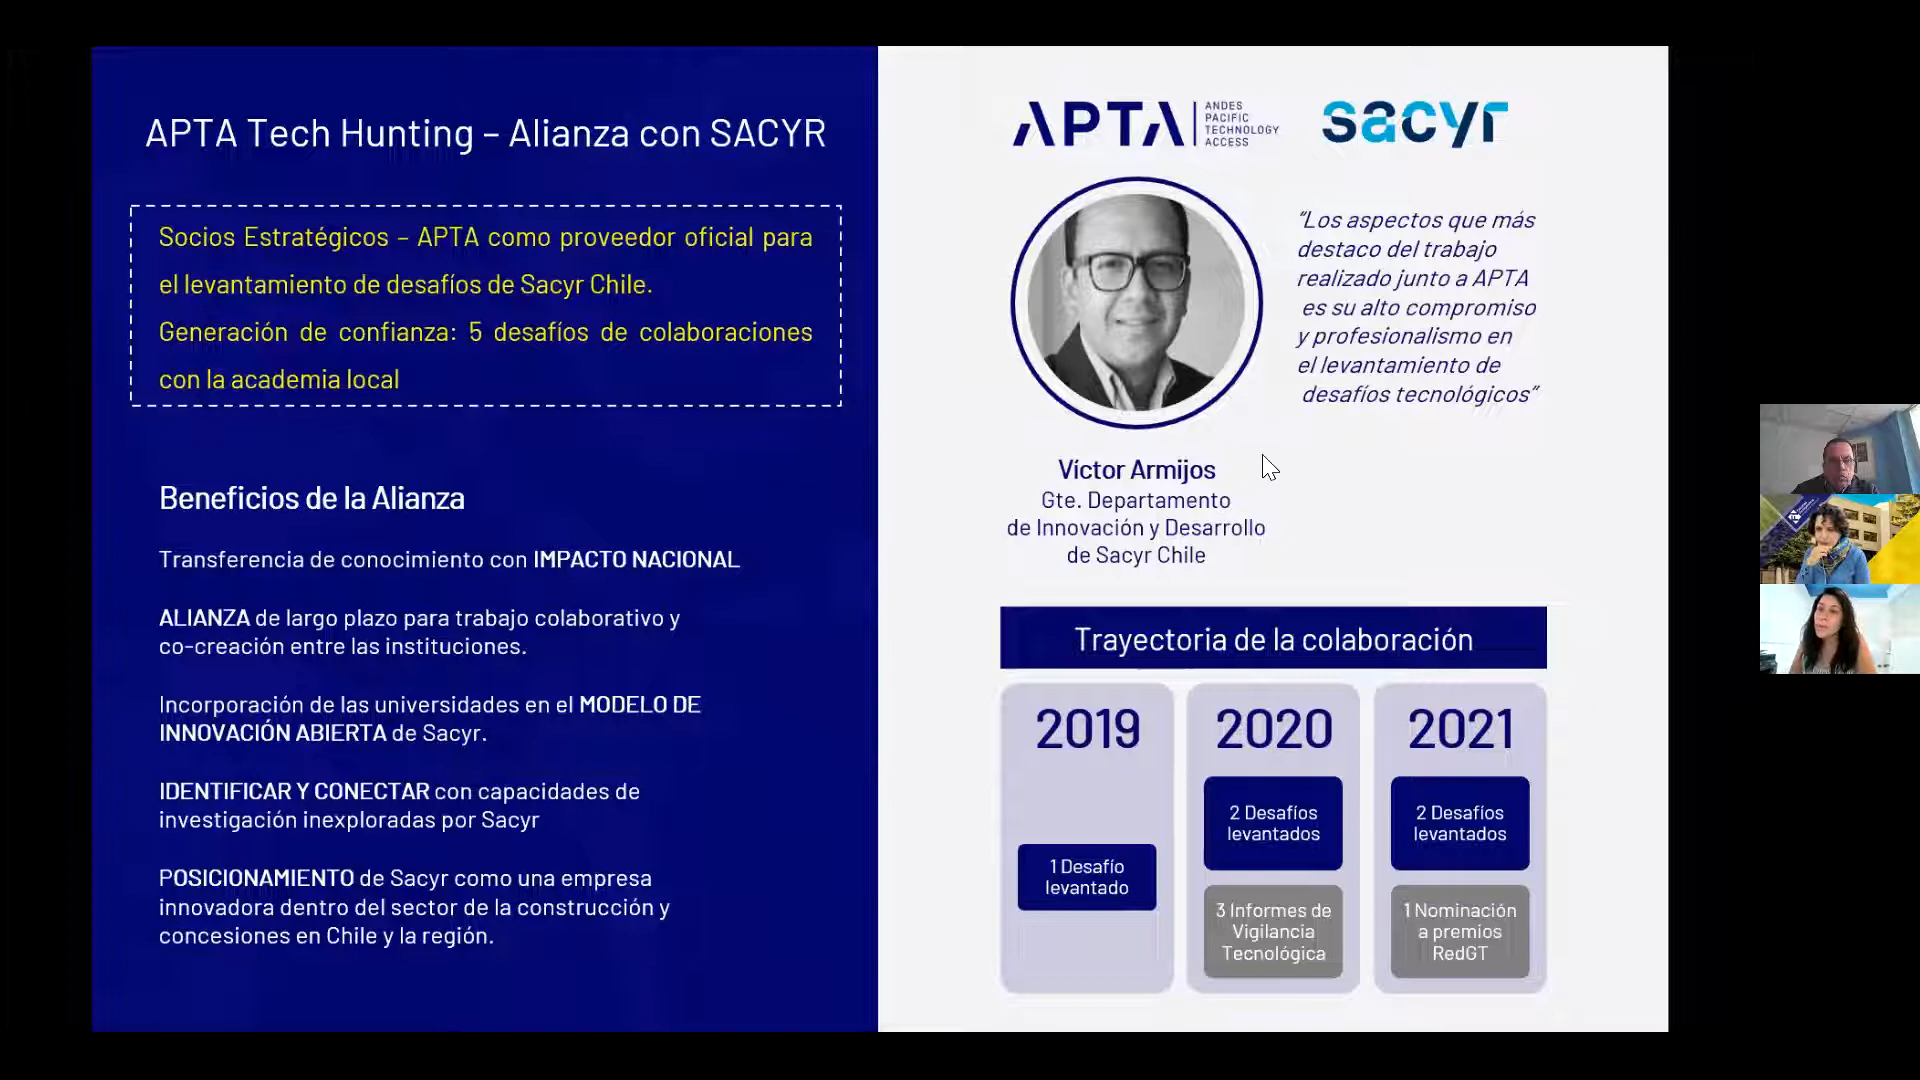 APTA Tech Hunting – Alianza con SACYR
Socios Estratégicos – APTA como proveedor oficial para
el levantamiento de desafíos de Sacyr Chile.
Generación de confianza: 5 desafíos de colaboraciones
con la academia local
Beneficios de la Alianza
Transferencia de conocimiento con IMPACTO NACIONAL
ALIANZA de largo plazo para trabajo colaborativo y
co-creación entre las instituciones.
Incorporación de las universidades en el MODELO DE
INNOVACIÓN ABIERTA de Sacyr.
IDENTIFICAR Y CONECTAR con capacidades de
investigación inexploradas por Sacyr
POSICIONAMIENTO de Sacyr como una empresa
innovadora dentro del sector de la construcción y
concesiones en Chile y la región.
APTA
ANDES
PACIFIC
TECHNOLOGY
ACCESS
sacyr
"Los aspectos que más
destaco del trabajo
realizado junto a APTA
es su alto compromiso
y profesionalismo en
el levantamiento de
desafíos tecnológicos"
Víctor Armijos
Gte. Departamento
de Innovación y Desarrollo
de Sacyr Chile
Trayectoria de la colaboración
2019
1 Desafío
levantado
2020
2 Desafíos
levantados
3 Informes de
Vigilancia
Tecnológica
2021
2 Desafíos
levantados
1 Nominación
a premios
RedGT